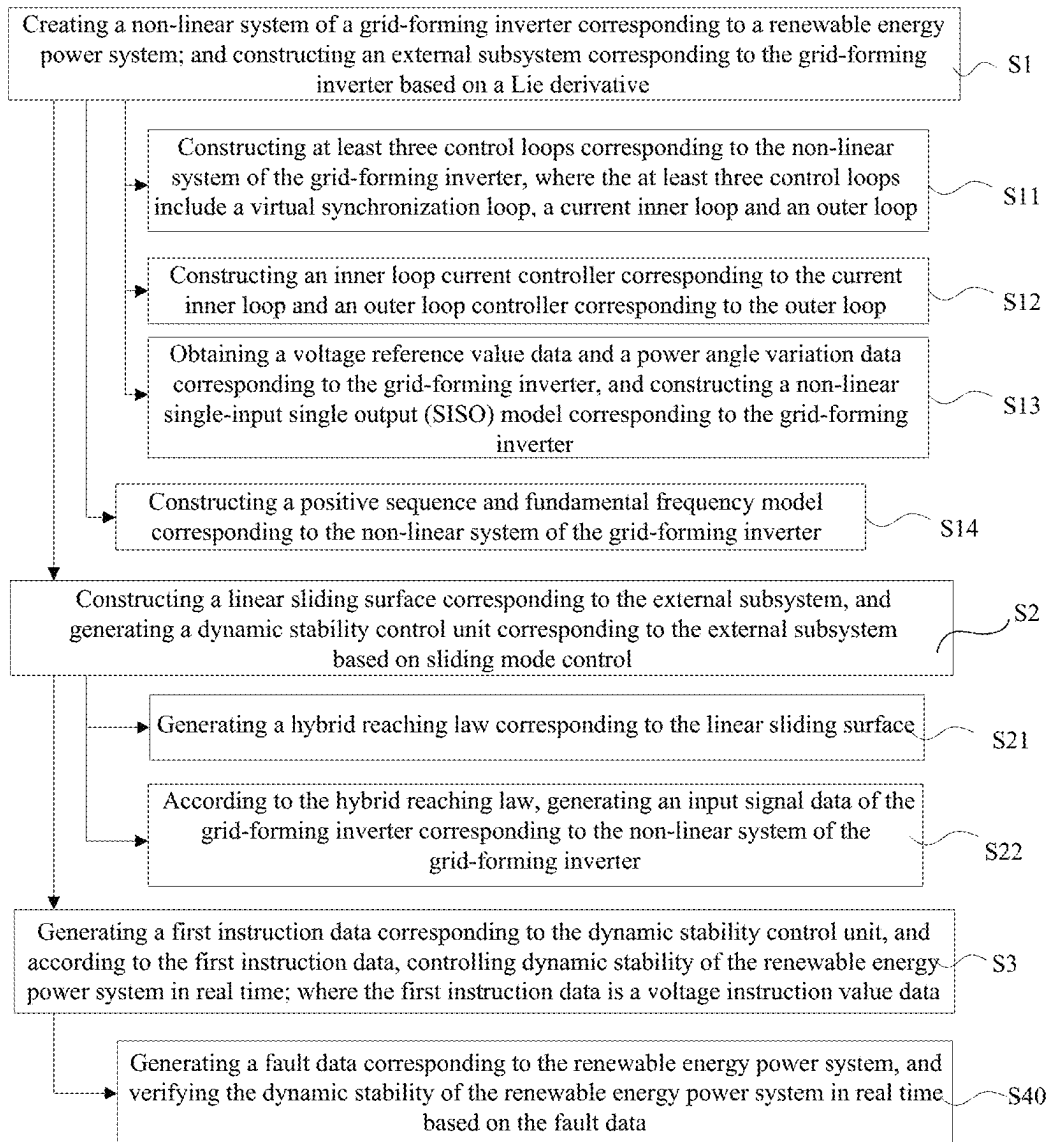 Creating a non-linear system of a grid-forming inverter corresponding to a renewable energy
power system; and constructing an external subsystem corresponding to the grid-forming
inverter based on a Lie derivative
S1
Constructing at least three control loops corresponding to the non-linear
system of the grid-forming inverter, where the at least three control loops
include a virtual synchronization loop, a current inner loop and an outer loop
S11
Constructing an inner loop current controller corresponding to the current
inner loop and an outer loop controller corresponding to the outer loop
S12
Obtaining a voltage reference value data and a power angle variation data
corresponding to the grid-forming inverter, and constructing a non-linear
single-input single output (SISO) model corresponding to the grid-forming
inverter
S13
Constructing a positive sequence and fundamental frequency model
corresponding to the non-linear system of the grid-forming inverter
S14
Constructing a linear sliding surface corresponding to the external subsystem, and
generating a dynamic stability control unit corresponding to the external subsystem
based on sliding mode control
S2
Generating a hybrid reaching law corresponding to the linear sliding surface
S21
According to the hybrid reaching law, generating an input signal data of the
grid-forming inverter corresponding to the non-linear system of the
grid-forming inverter
S22
Generating a first instruction data corresponding to the dynamic stability control unit, and
according to the first instruction data, controlling dynamic stability of the renewable energy
power system in real time; where the first instruction data is a voltage instruction value data
S3
Generating a fault data corresponding to the renewable energy power system, and
verifying the dynamic stability of the renewable energy power system in real time
based on the fault data
S40